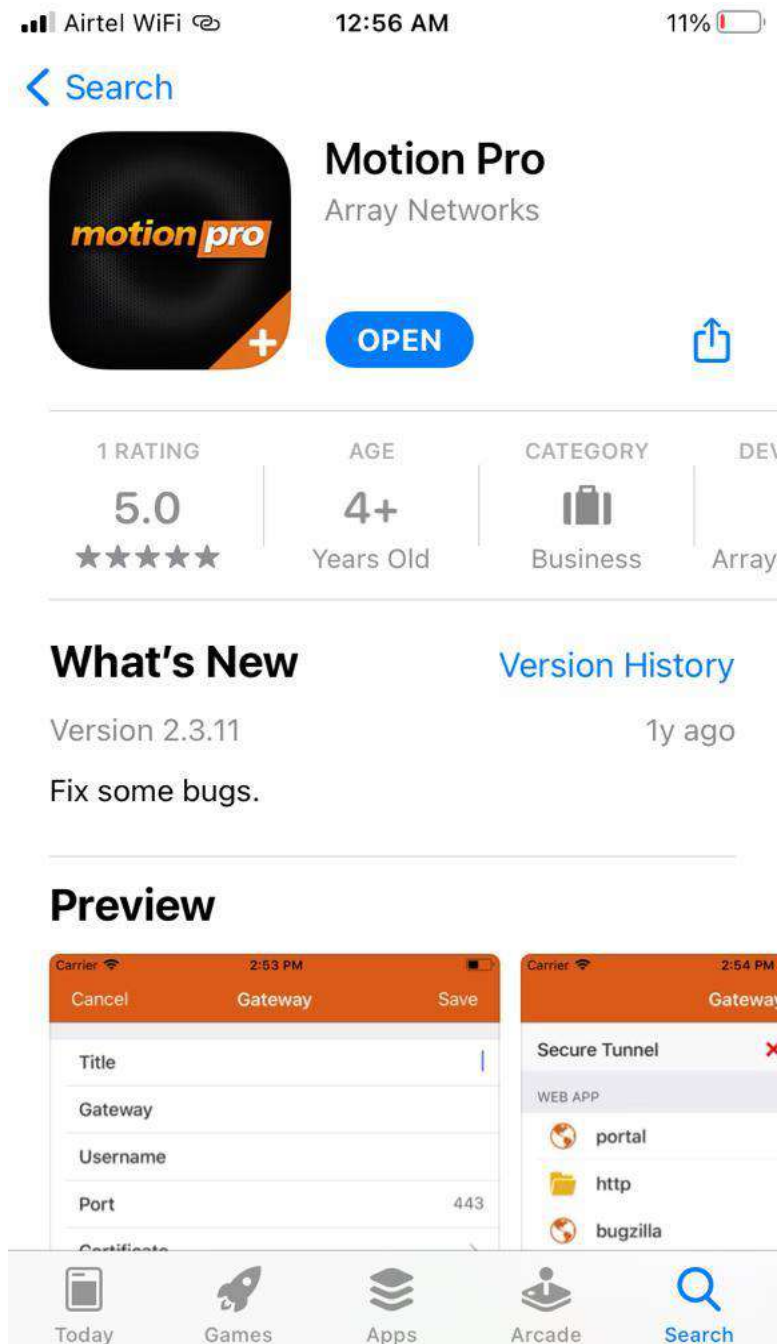 Airtel WiFi 12:56 AM 11%
Search
motion pro
Motion Pro
Array Networks
OPEN
1 RATING AGE CATEGORY DEV
5.0 4+
Years Old Business Array
What's New Version History
Version 2.3.11 1y ago
Fix some bugs.
Preview
Carrier 2:53 PM
Cancel Gateway Save
Title
Gateway
Username
Port 443
Certificate
Carrier 2:54 PM
Gateway
Secure Tunnel
WEB APP
portal
http
bugzilla
Today Games Apps Arcade Search